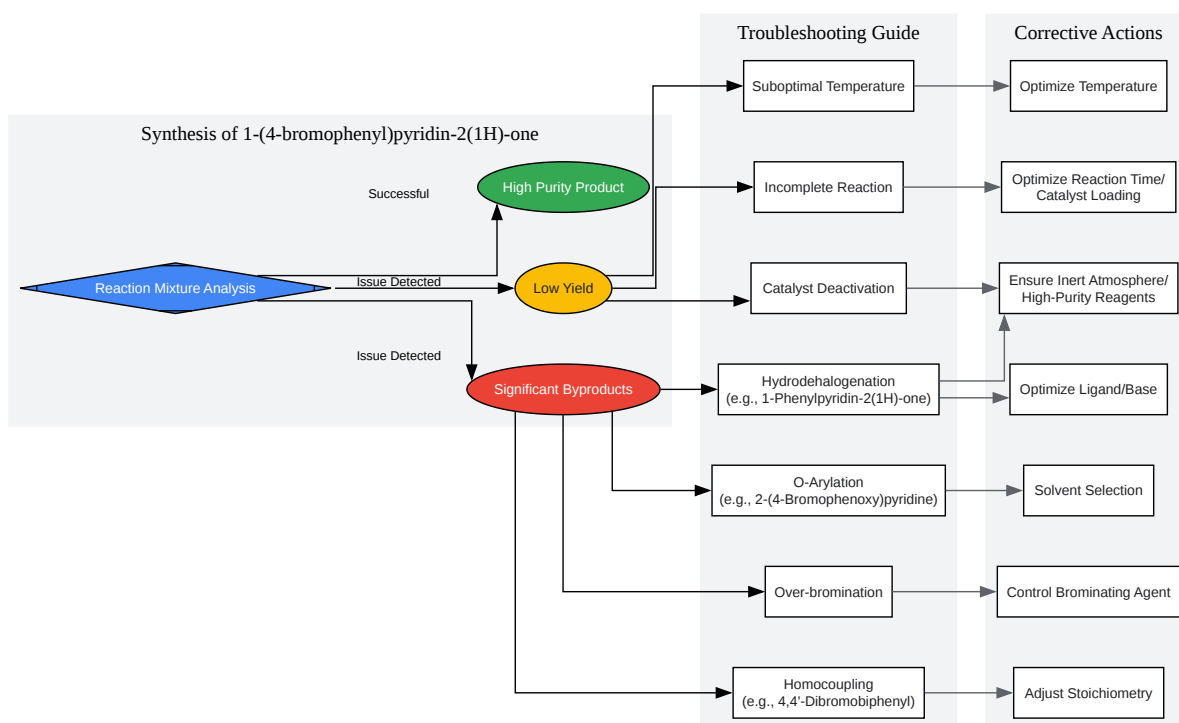 Troubleshooting Guide
Corrective Actions
Suboptimal Temperature
Optimize Temperature
Synthesis of 1-(4-bromophenyl)pyridin-2(1H)-one
Successful
High Purity Product
Incomplete Reaction
Optimize Reaction Time/
Catalyst Loading
Reaction Mixture Analysis
Issue Detected
Low Yield
Catalyst Deactivation
Ensure Inert Atmosphere/
High-Purity Reagents
Issue Detected
Significant Byproducts
Hydrodehalogenation
(e.g., 1-Phenylpyridin-2(1H)-one)
Optimize Ligand/Base
O-Arylation
(e.g., 2-(4-Bromophenoxy)pyridine)
Solvent Selection
Over-bromination
Control Brominating Agent
Homocoupling
(e.g., 4,4'-Dibromobiphenyl)
Adjust Stoichiometry